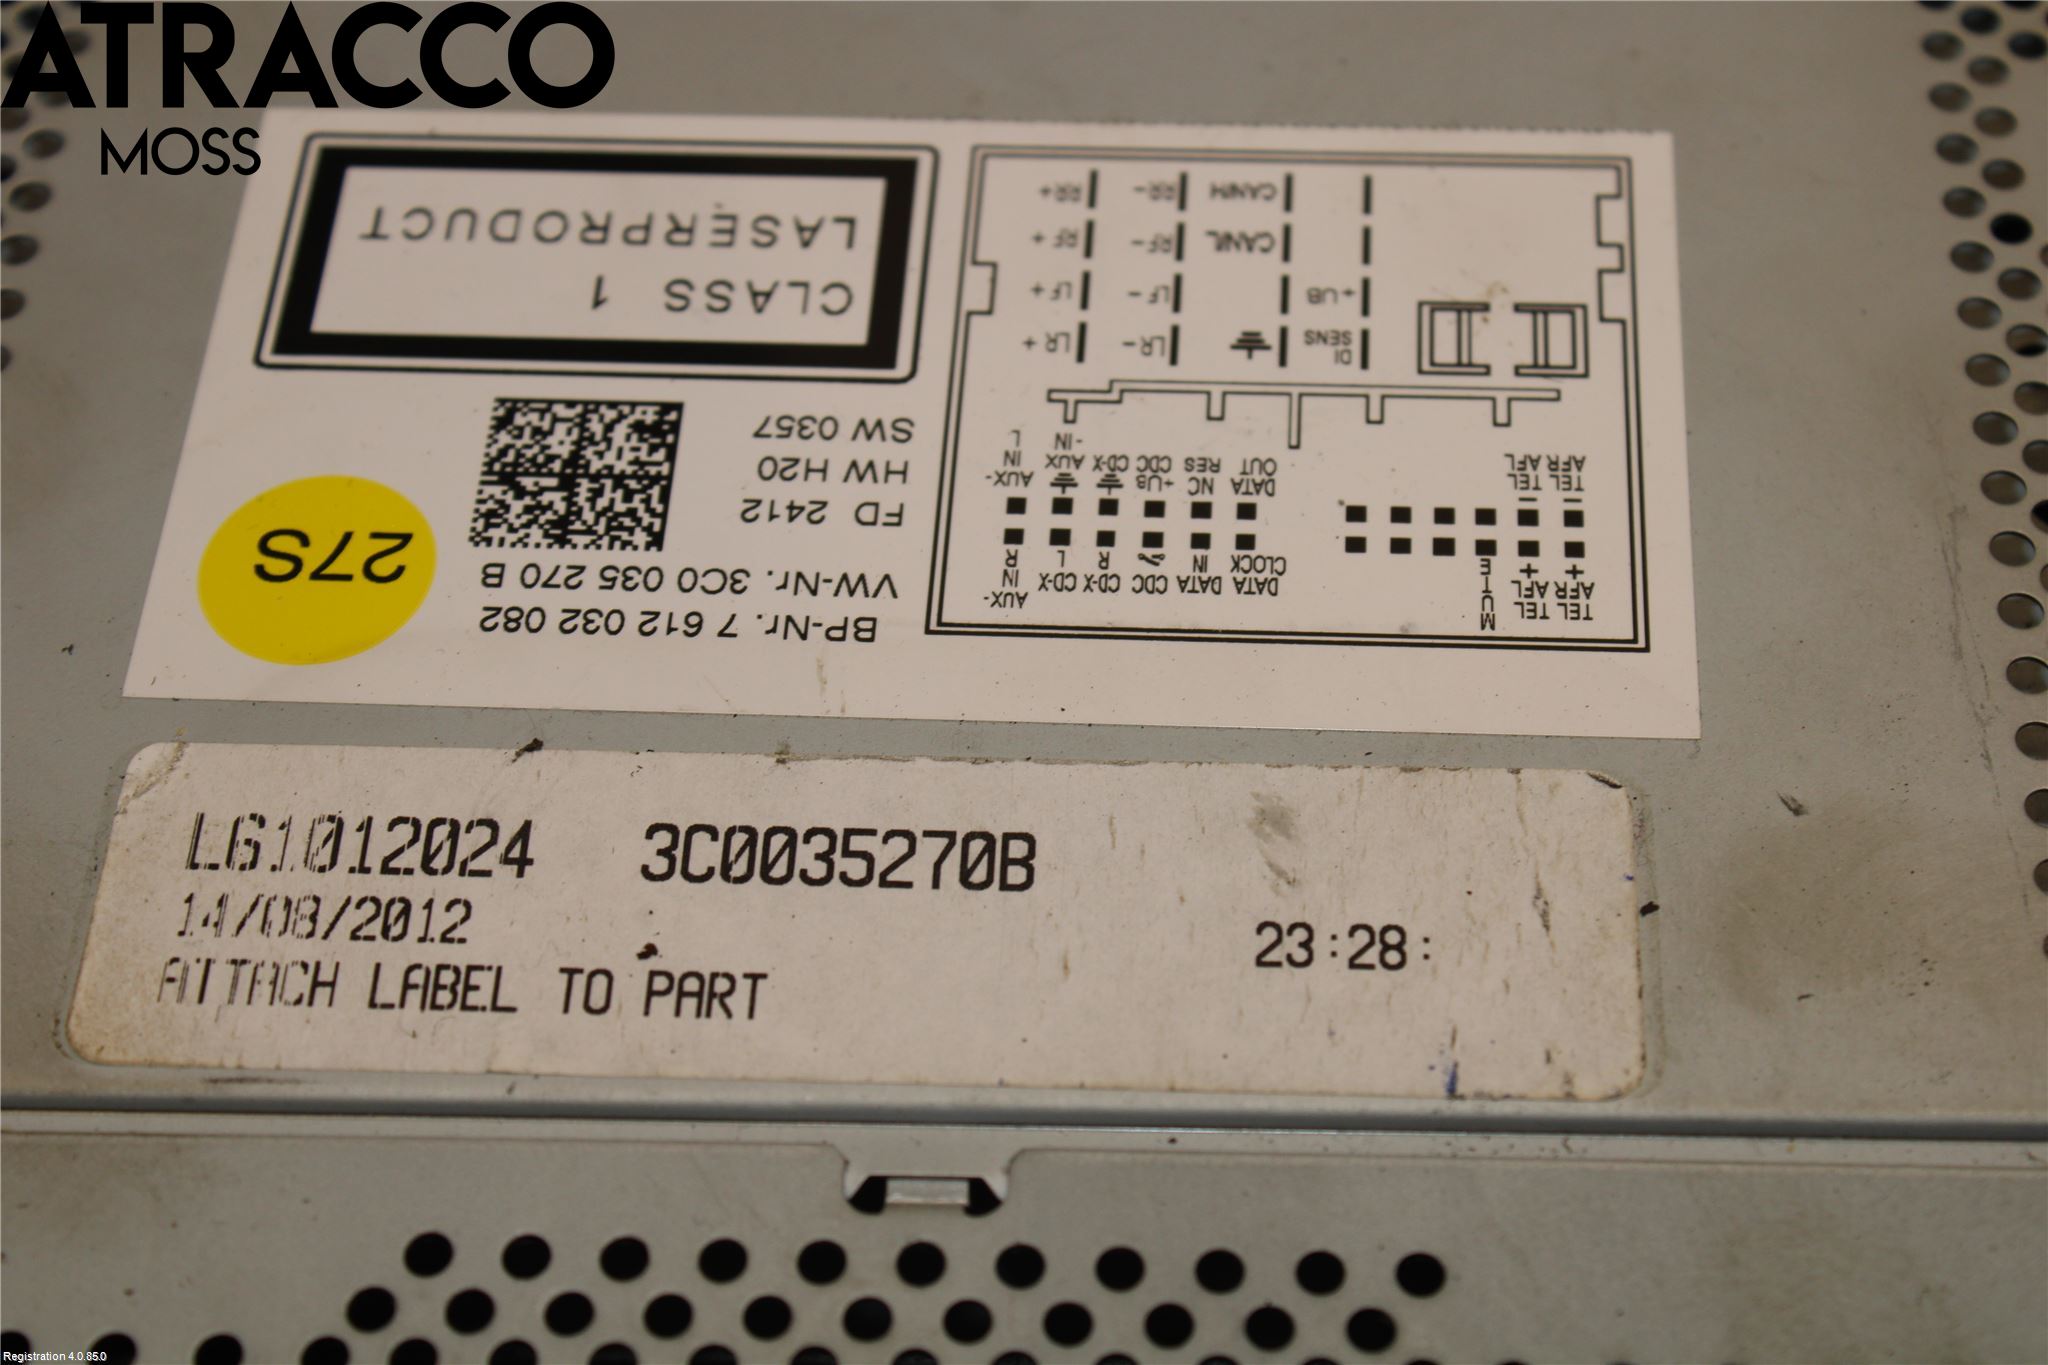 ATRACCO
MOSS
BP-Nr. 7 612 032 082
VW-Nr. 3C0 035 270 B
FD 2412
HW H20
SW 0357
27S
CLASS 1
LASERPRODUCT
TEL TEL
AFR AFL
+ +
MUTE
DATA DATA CDC CD-X CD-X AUX-
CLOCK IN R L IN
R
TEL TEL
AFR AFL
DATA NC +UB AUX-
OUT RES CDC CD-X AUX IN
-IN L
DI
SENS
LR- LR+
+UB LF- LF+
CAN/L RF- RF+
CAN/H RR- RR+
LG1012024 3C0035270B
14/08/2012
23:28:
ATTACH LABEL TO PART
Registration 4.0.85.0